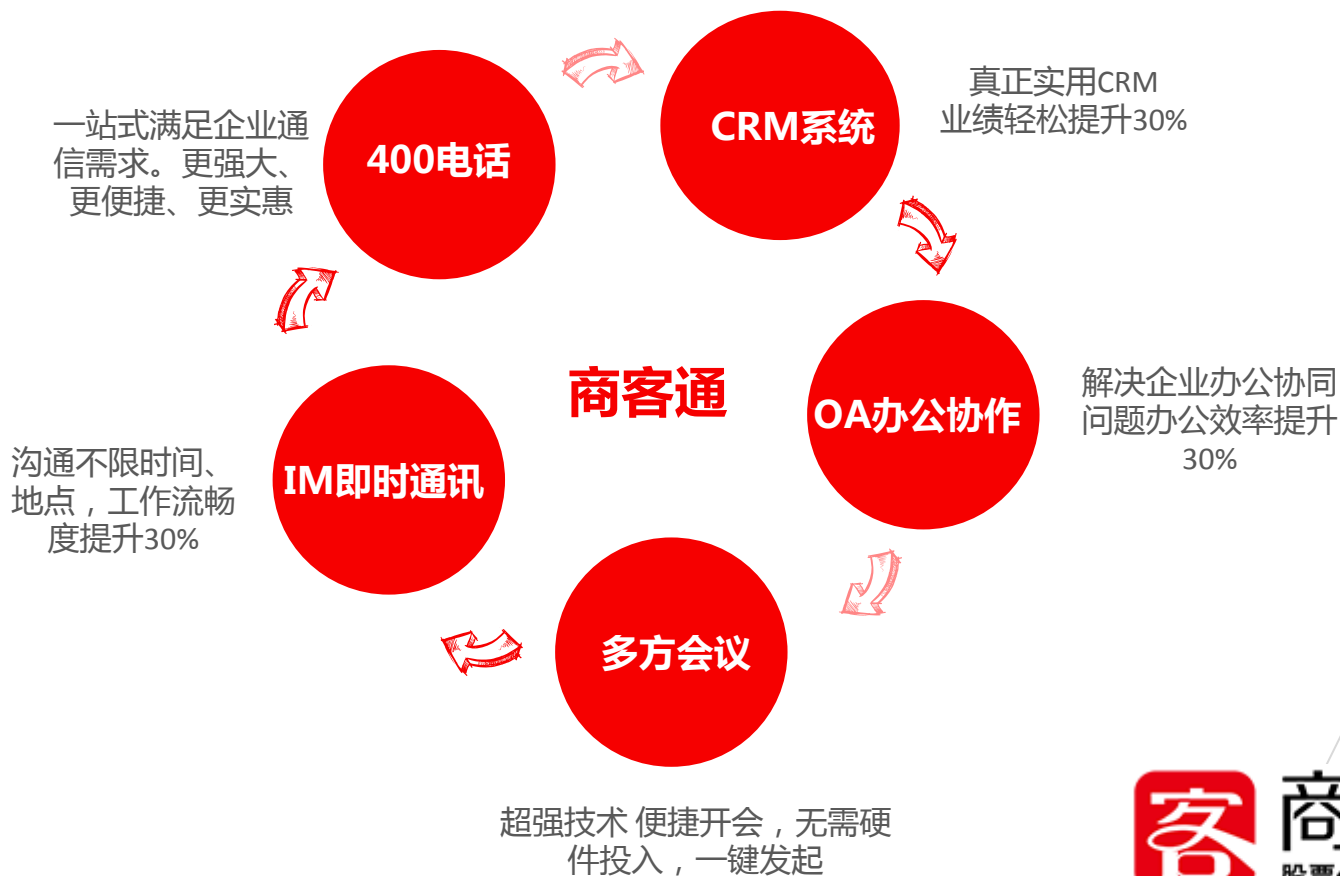 400电话
一站式满足企业通
信需求。更强大、
更便捷、更实惠
CRM系统
真正实用CRM
业绩轻松提升30%
商客通
OA办公协作
解决企业办公协同
问题办公效率提升
30%
IM即时通讯
沟通不限时间、
地点，工作流畅
度提升30%
多方会议
超强技术 便捷开会，无需硬
件投入，一键发起
客
商